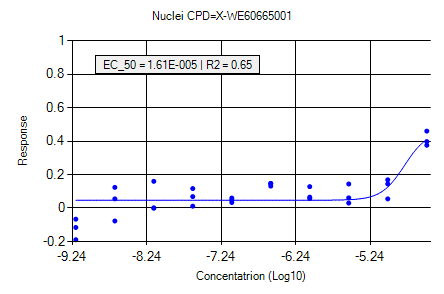 Nuclei CPD=X-WE60665001
EC_50 = 1.61E-005 | R2 = 0.65
1
0.8
0.6
0.4
0.2
0
-0.2
Response
-9.24 -8.24 -7.24 -6.24 -5.24
Concentatrion (Log10)